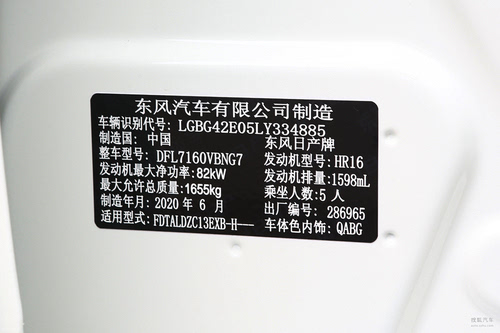 东风汽车有限公司制造
车辆识别代号: LGBG42E05LY334885
制造国: 中国 东风日产牌
整车型号: DFL7160VBNG7 发动机型号: HR16
发动机最大净功率: 82kW 发动机排量: 1598mL
最大允许总质量: 1655kg 乘坐人数: 5 人
制造年月: 2020 年 6 月 出厂编号: 286965
适用型式: FDTALDZC13EXB-H--- 车体色内饰: QABG
搜狐汽车